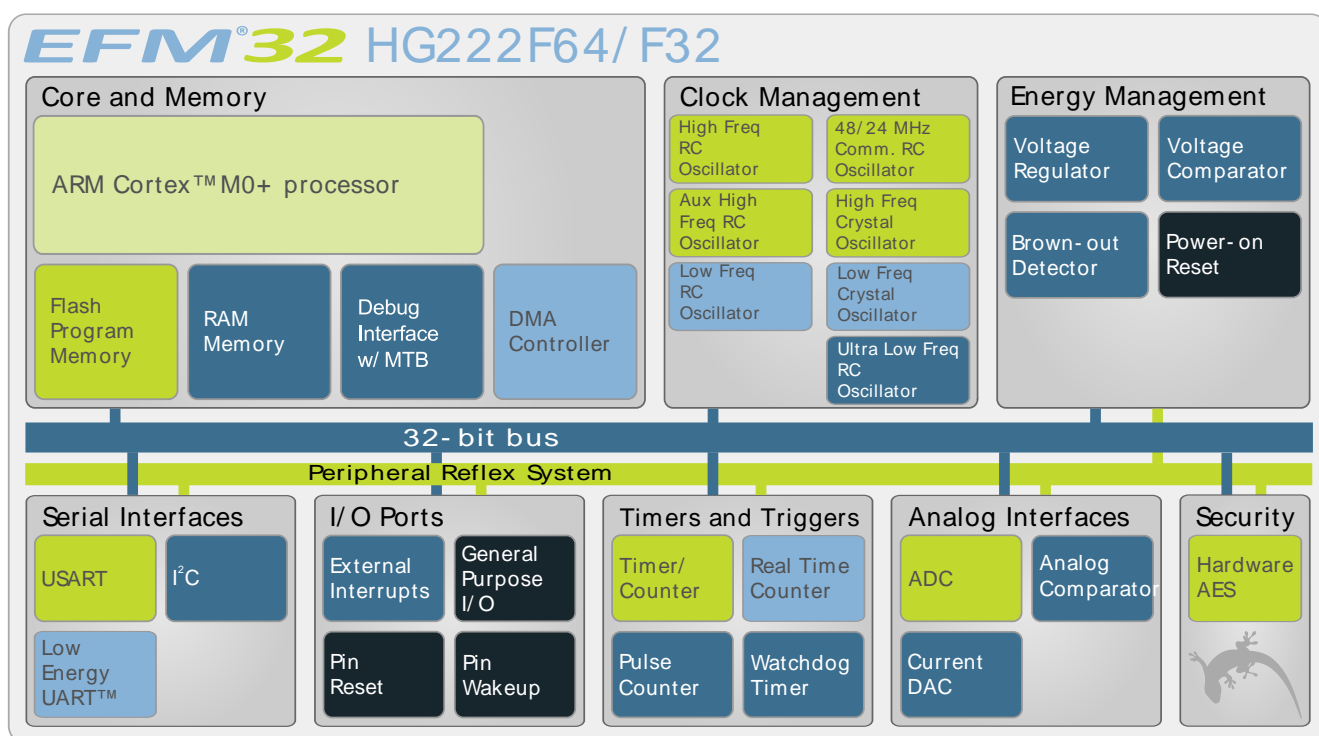 EFM®32 HG222F64/F32
Core and Memory
ARM Cortex™ M0+ processor
Flash
Program
Memory
RAM
Memory
Debug
Interface
w/ MTB
DMA
Controller
Clock Management
High Freq
RC
Oscillator
48/24 MHz
Comm. RC
Oscillator
Aux High
Freq RC
Oscillator
High Freq
Crystal
Oscillator
Low Freq
RC
Oscillator
Low Freq
Crystal
Oscillator
Ultra Low Freq
RC
Oscillator
Energy Management
Voltage
Regulator
Voltage
Comparator
Brown-out
Detector
Power-on
Reset
32-bit bus
Peripheral Reflex System
Serial Interfaces
USART
I²C
Low
Energy
UART™
I/O Ports
External
Interrupts
General
Purpose
I/O
Pin
Reset
Pin
Wakeup
Timers and Triggers
Timer/
Counter
Real Time
Counter
Pulse
Counter
Watchdog
Timer
Analog Interfaces
ADC
Analog
Comparator
Current
DAC
Security
Hardware
AES